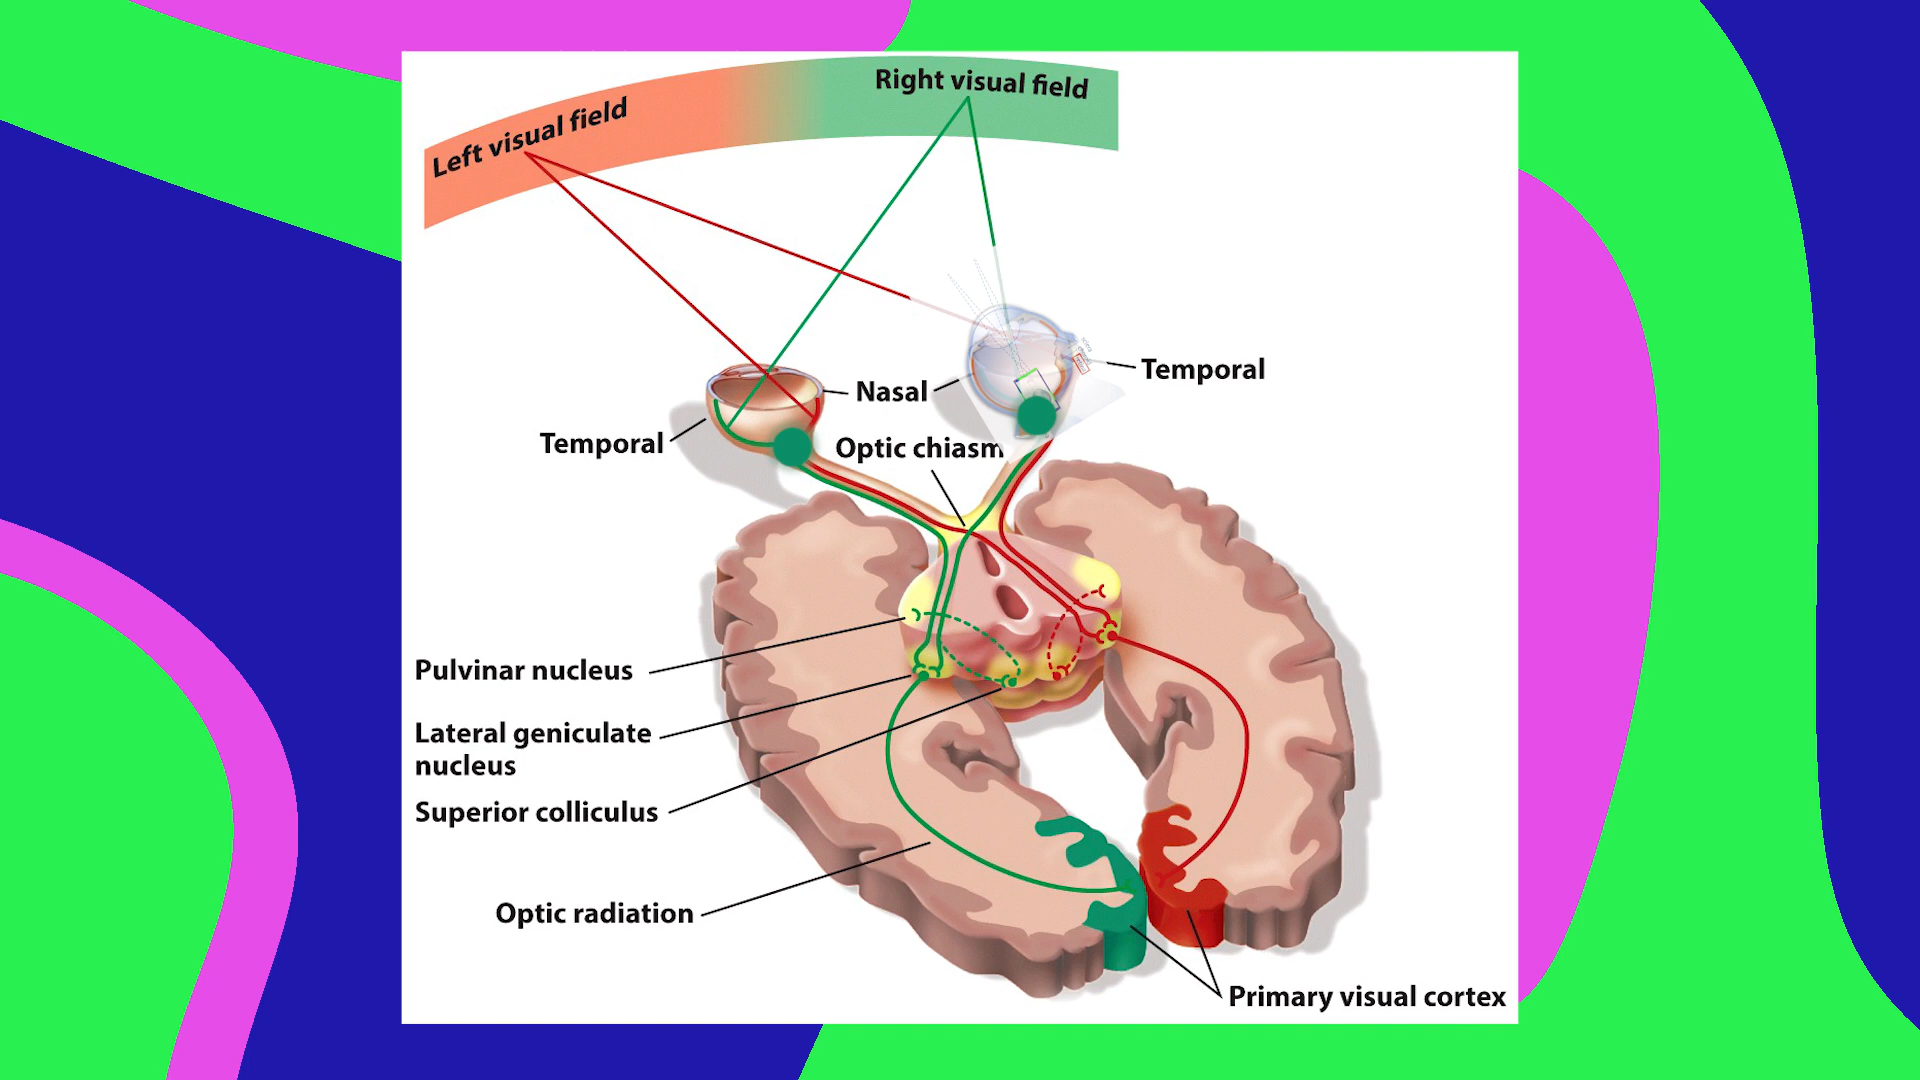 Right visual field
Left visual field
Temporal
Nasal
Temporal
Optic chiasm
Pulvinar nucleus
Lateral geniculate
nucleus
Superior colliculus
Optic radiation
Primary visual cortex